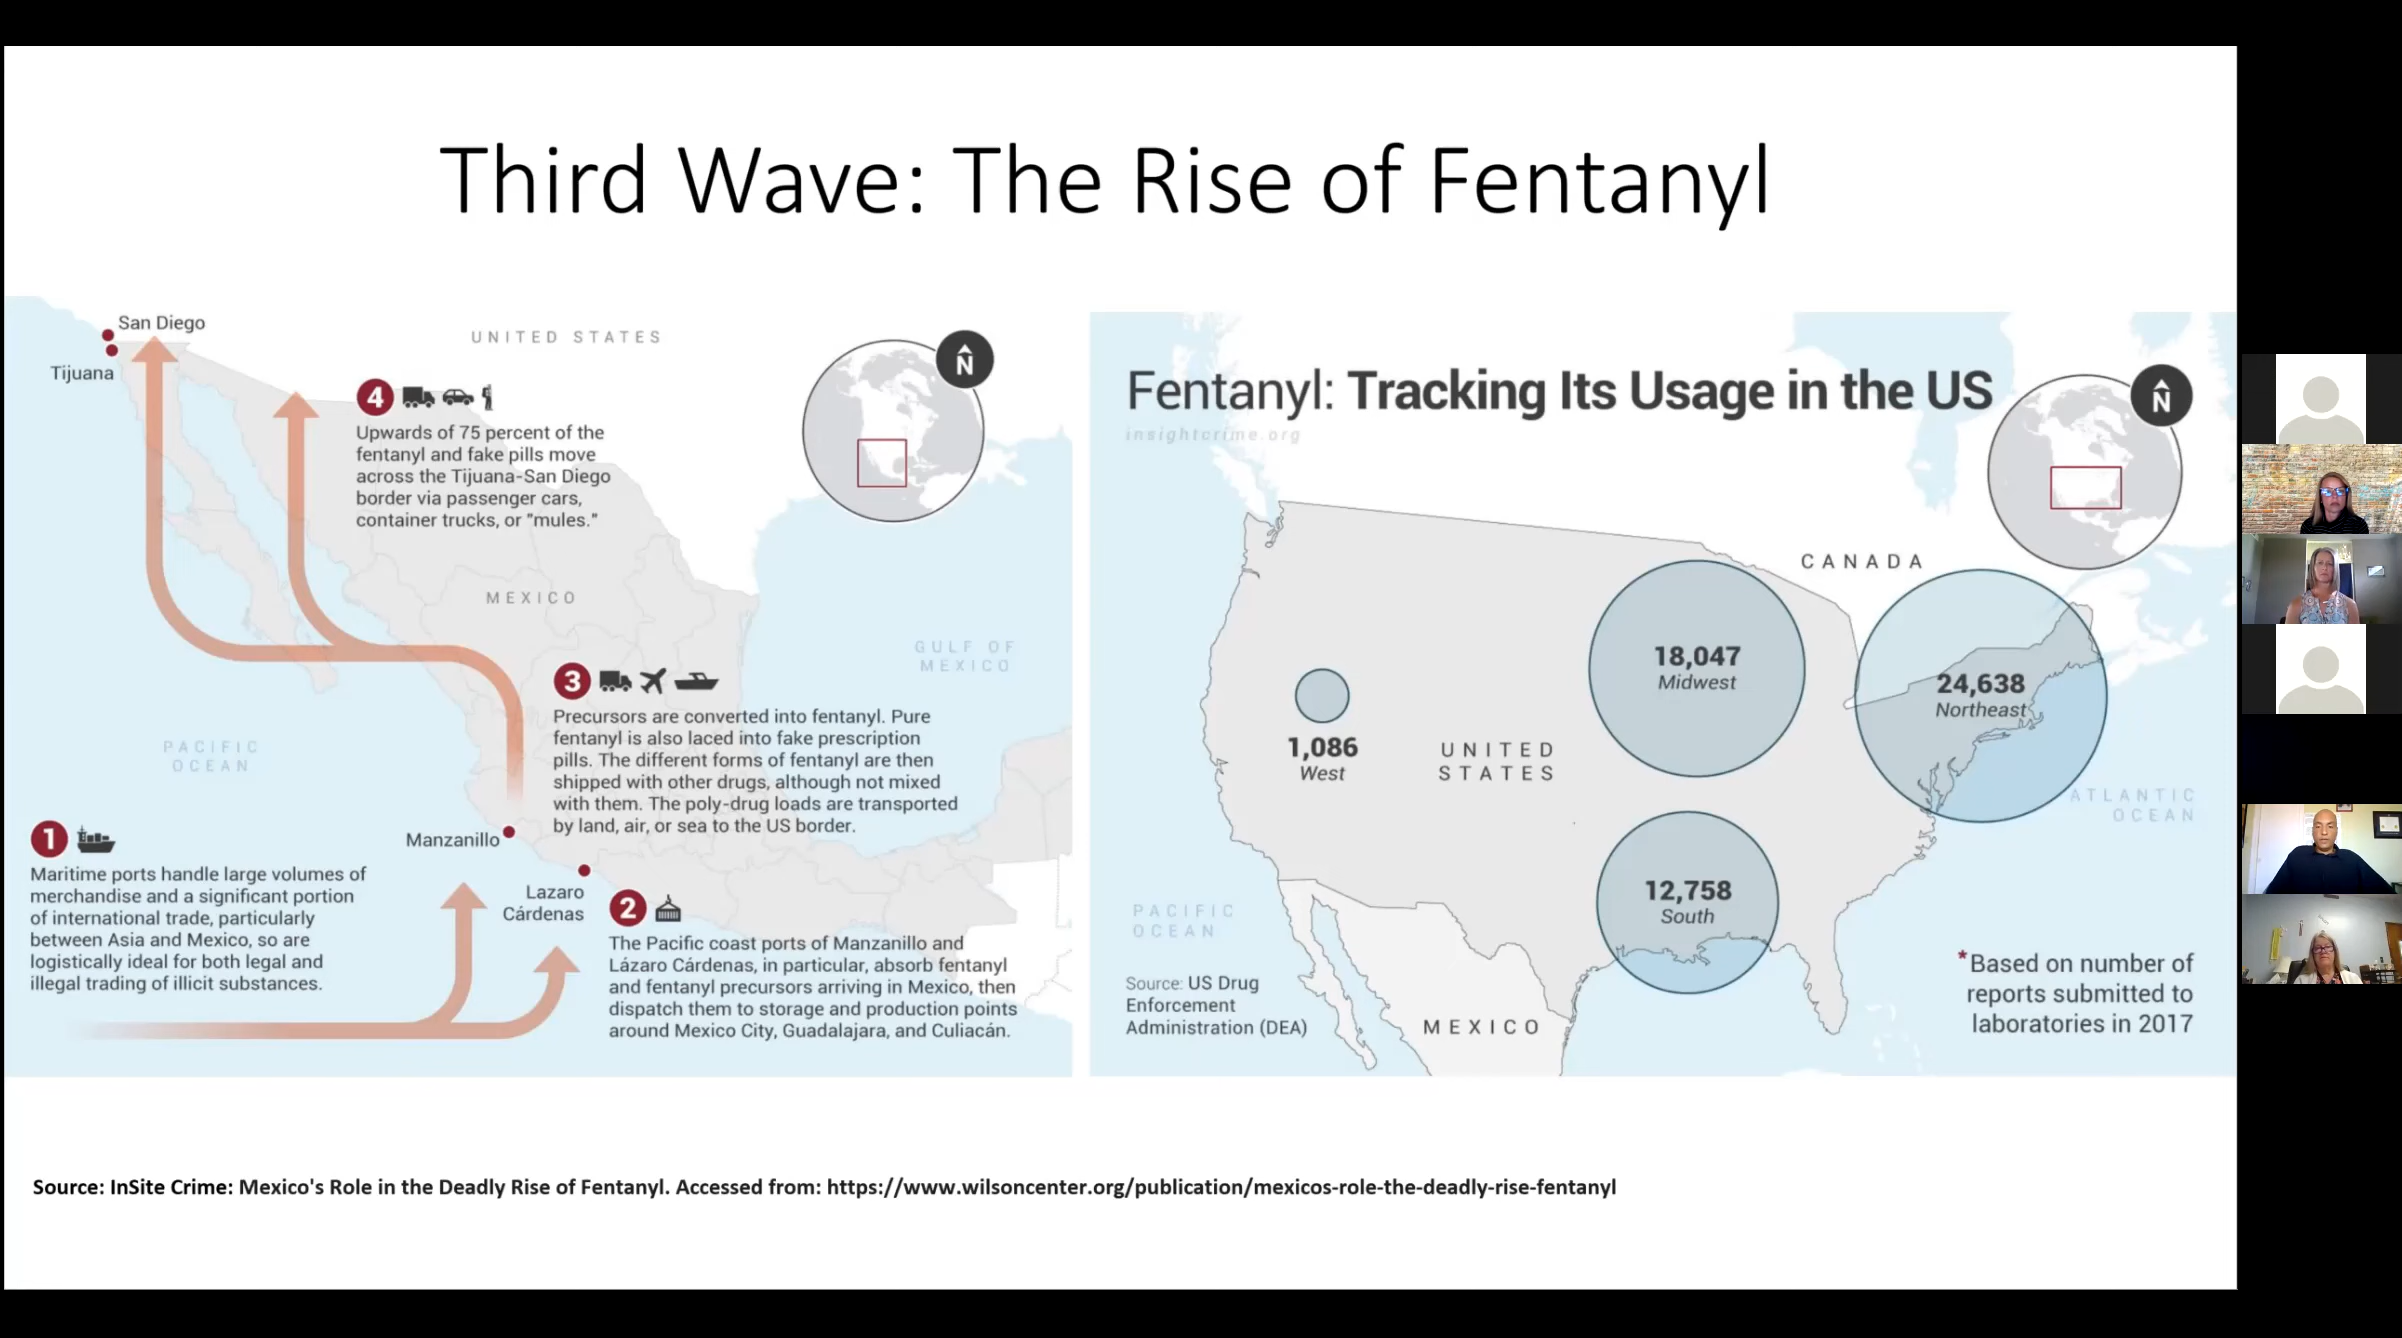 Third Wave: The Rise of Fentanyl
San Diego
Tijuana
UNITED STATES
N
4
Upwards of 75 percent of the
fentanyl and fake pills move
across the Tijuana-San Diego
border via passenger cars,
container trucks, or "mules."
MEXICO
GULF OF
MEXICO
3
Precursors are converted into fentanyl. Pure
fentanyl is also laced into fake prescription
pills. The different forms of fentanyl are then
shipped with other drugs, although not mixed
with them. The poly-drug loads are transported
by land, air, or sea to the US border.
PACIFIC
OCEAN
1
Maritime ports handle large volumes of
merchandise and a significant portion
of international trade, particularly
between Asia and Mexico, so are
logistically ideal for both legal and
illegal trading of illicit substances.
Manzanillo
Lazaro
Cárdenas
2
The Pacific coast ports of Manzanillo and
Lázaro Cárdenas, in particular, absorb fentanyl
and fentanyl precursors arriving in Mexico, then
dispatch them to storage and production points
around Mexico City, Guadalajara, and Culiacán.
Fentanyl: Tracking Its Usage in the US
insightcrime.org
N
CANADA
18,047
Midwest
24,638
Northeast
1,086
West
UNITED
STATES
ATLANTIC
OCEAN
12,758
South
PACIFIC
OCEAN
Source: US Drug
Enforcement
Administration (DEA)
MEXICO
*Based on number of
reports submitted to
laboratories in 2017
Source: InSite Crime: Mexico's Role in the Deadly Rise of Fentanyl. Accessed from: https://www.wilsoncenter.org/publication/mexicos-role-the-deadly-rise-fentanyl